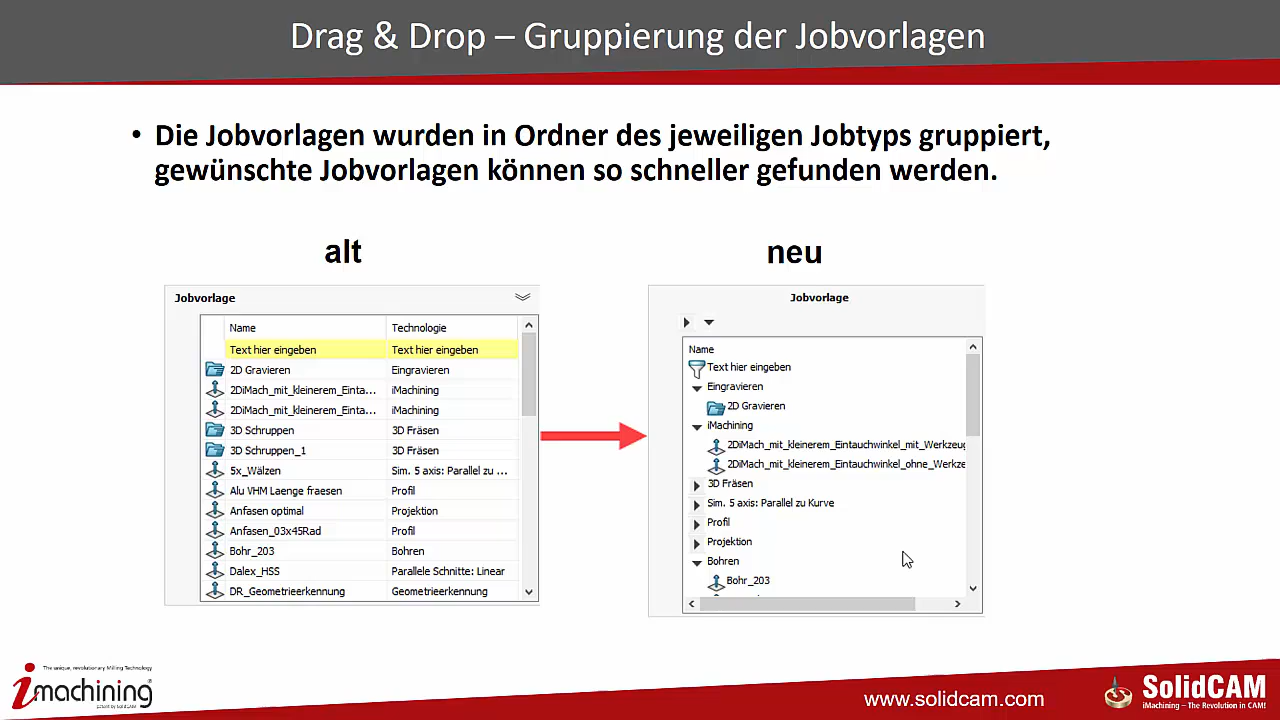 Drag & Drop – Gruppierung der Jobvorlagen
• Die Jobvorlagen wurden in Ordner des jeweiligen Jobtyps gruppiert,
gewünschte Jobvorlagen können so schneller gefunden werden.
alt
Jobvorlage
Name Technologie
Text hier eingeben Text hier eingeben
2D Gravieren Eingravieren
2DiMach_mit_kleinerem_Einta... iMachining
2DiMach_mit_kleinerem_Einta... iMachining
3D Schruppen 3D Fräsen
3D Schruppen_1 3D Fräsen
5x_Wälzen Sim. 5 axis: Parallel zu ...
Alu VHM Laenge fraesen Profil
Anfasen optimal Projektion
Anfasen_03x45Rad Profil
Bohr_203 Bohren
Dalex_HSS Parallele Schnitte: Linear
DR_Geometrieerkennung Geometrieerkennung
neu
Jobvorlage
Name
Text hier eingeben
Eingravieren
2D Gravieren
iMachining
2DiMach_mit_kleinerem_Eintauchwinkel_mit_Werkzeug
2DiMach_mit_kleinerem_Eintauchwinkel_ohne_Werkze
3D Fräsen
Sim. 5 axis: Parallel zu Kurve
Profil
Projektion
Bohren
Bohr_203
The unique, revolutionary Milling Technology
iMachining®
patent by SolidCAM
www.solidcam.com
SolidCAM
iMachining – The Revolution in CAM!